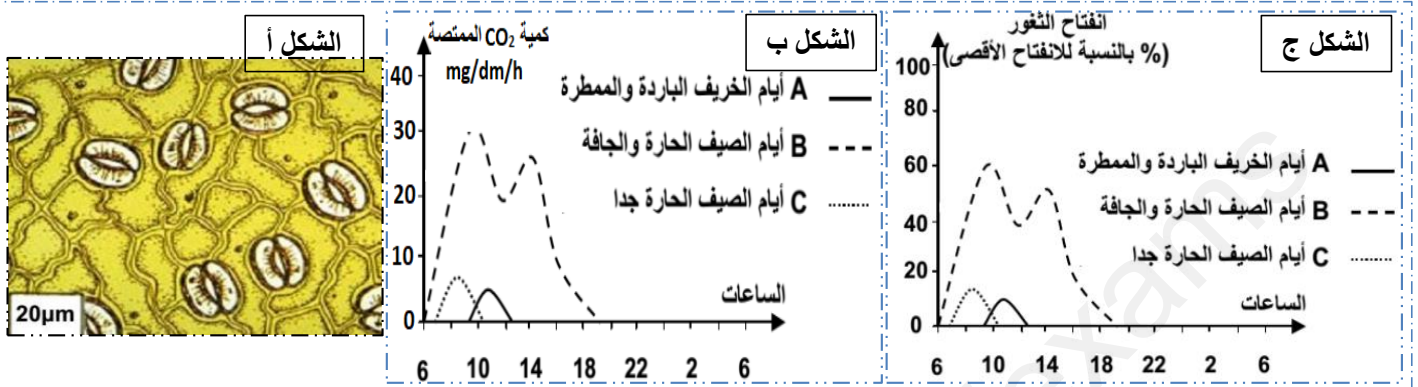 الشكل أ
20µm
الشكل ب
كمية CO₂ الممتصة
mg/dm/h
40
30
20
10
0
A أيام الخريف الباردة والممطرة
B أيام الصيف الحارة والجافة
C أيام الصيف الحارة جدا
الساعات
6 10 14 18 22 2 6
الشكل ج
انفتاح الثغور
(% بالنسبة للانفتاح الأقصى)
100
80
60
40
20
0
A أيام الخريف الباردة والممطرة
B أيام الصيف الحارة والجافة
C أيام الصيف الحارة جدا
الساعات
6 10 14 18 22 2 6
exams